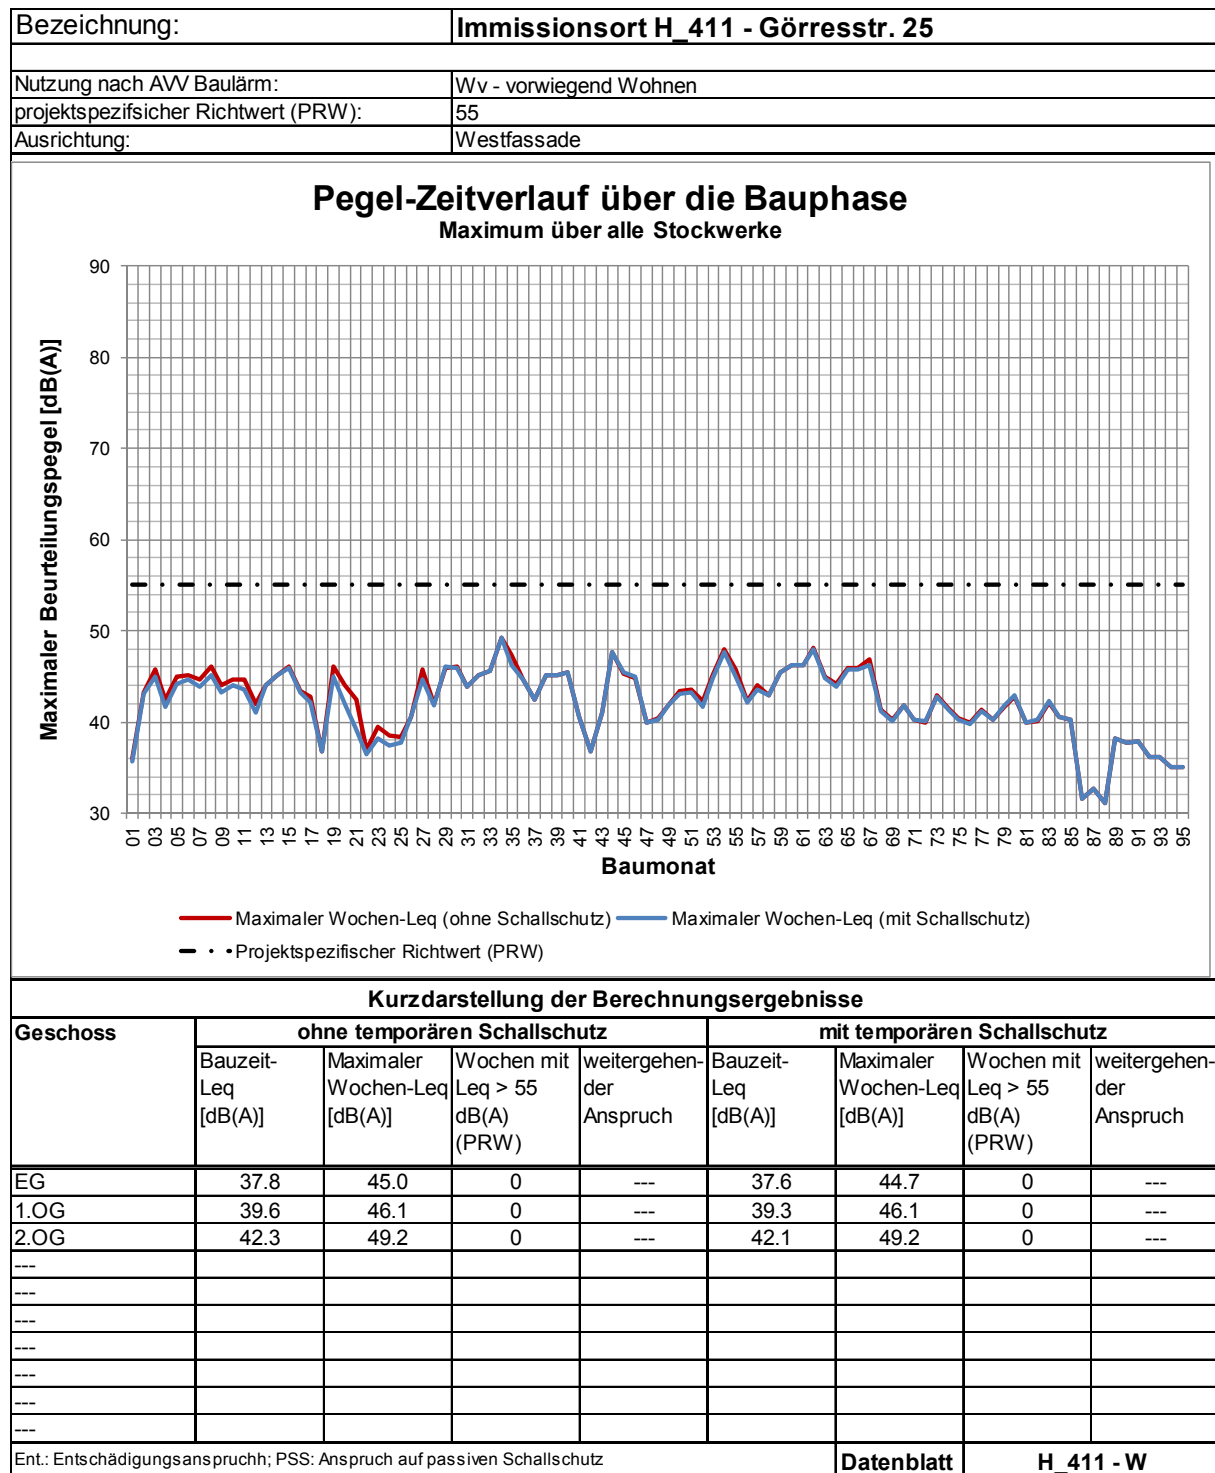 Bezeichnung: Immissionsort H_411 - Görresstr. 25
Nutzung nach AVV Baulärm: Wv - vorwiegend Wohnen
projektspezifsicher Richtwert (PRW): 55
Ausrichtung: Westfassade
Pegel-Zeitverlauf über die Bauphase
Maximum über alle Stockwerke
Maximaler Beurteilungspegel [dB(A)]
90
80
70
60
50
40
30
01 03 05 07 09 11 13 15 17 19 21 23 25 27 29 31 33 35 37 39 41 43 45 47 49 51 53 55 57 59 61 63 65 67 69 71 73 75 77 79 81 83 85 87 89 91 93 95
Baumonat
Maximaler Wochen-Leq (ohne Schallschutz) Maximaler Wochen-Leq (mit Schallschutz)
Projektspezifischer Richtwert (PRW)
Kurzdarstellung der Berechnungsergebnisse
Geschoss ohne temporären Schallschutz mit temporären Schallschutz
Bauzeit- Maximaler Wochen mit weitergehen- Bauzeit- Maximaler Wochen mit weitergehen-
Leq Wochen-Leq Leq > 55 der Leq Wochen-Leq Leq > 55 der
[dB(A)] [dB(A)] dB(A) Anspruch [dB(A)] [dB(A)] dB(A) Anspruch
(PRW) (PRW)
EG 37.8 45.0 0 --- 37.6 44.7 0 ---
1.OG 39.6 46.1 0 --- 39.3 46.1 0 ---
2.OG 42.3 49.2 0 --- 42.1 49.2 0 ---
---
---
---
---
---
---
---
Ent.: Entschädigungsanspruchh; PSS: Anspruch auf passiven Schallschutz Datenblatt H_411 - W